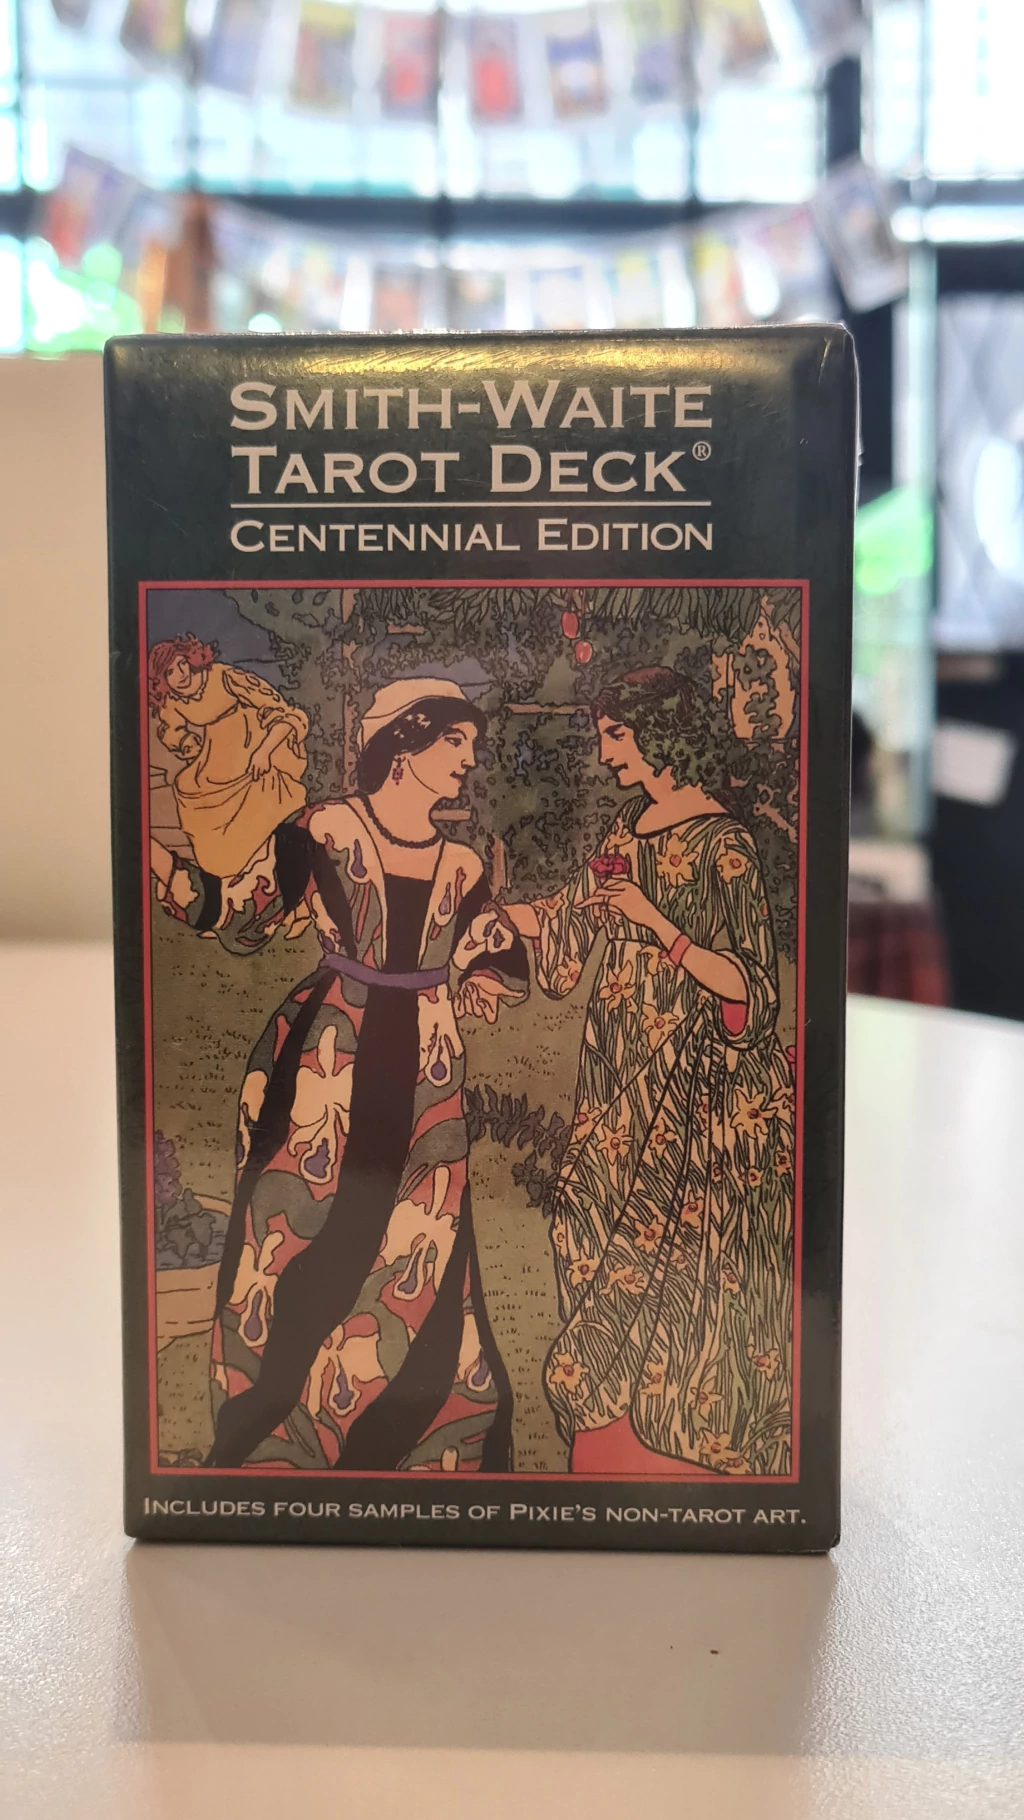 SMITH-WAITE
TAROT DECK®
CENTENNIAL EDITION
INCLUDES FOUR SAMPLES OF PIXIE'S NON-TAROT ART.